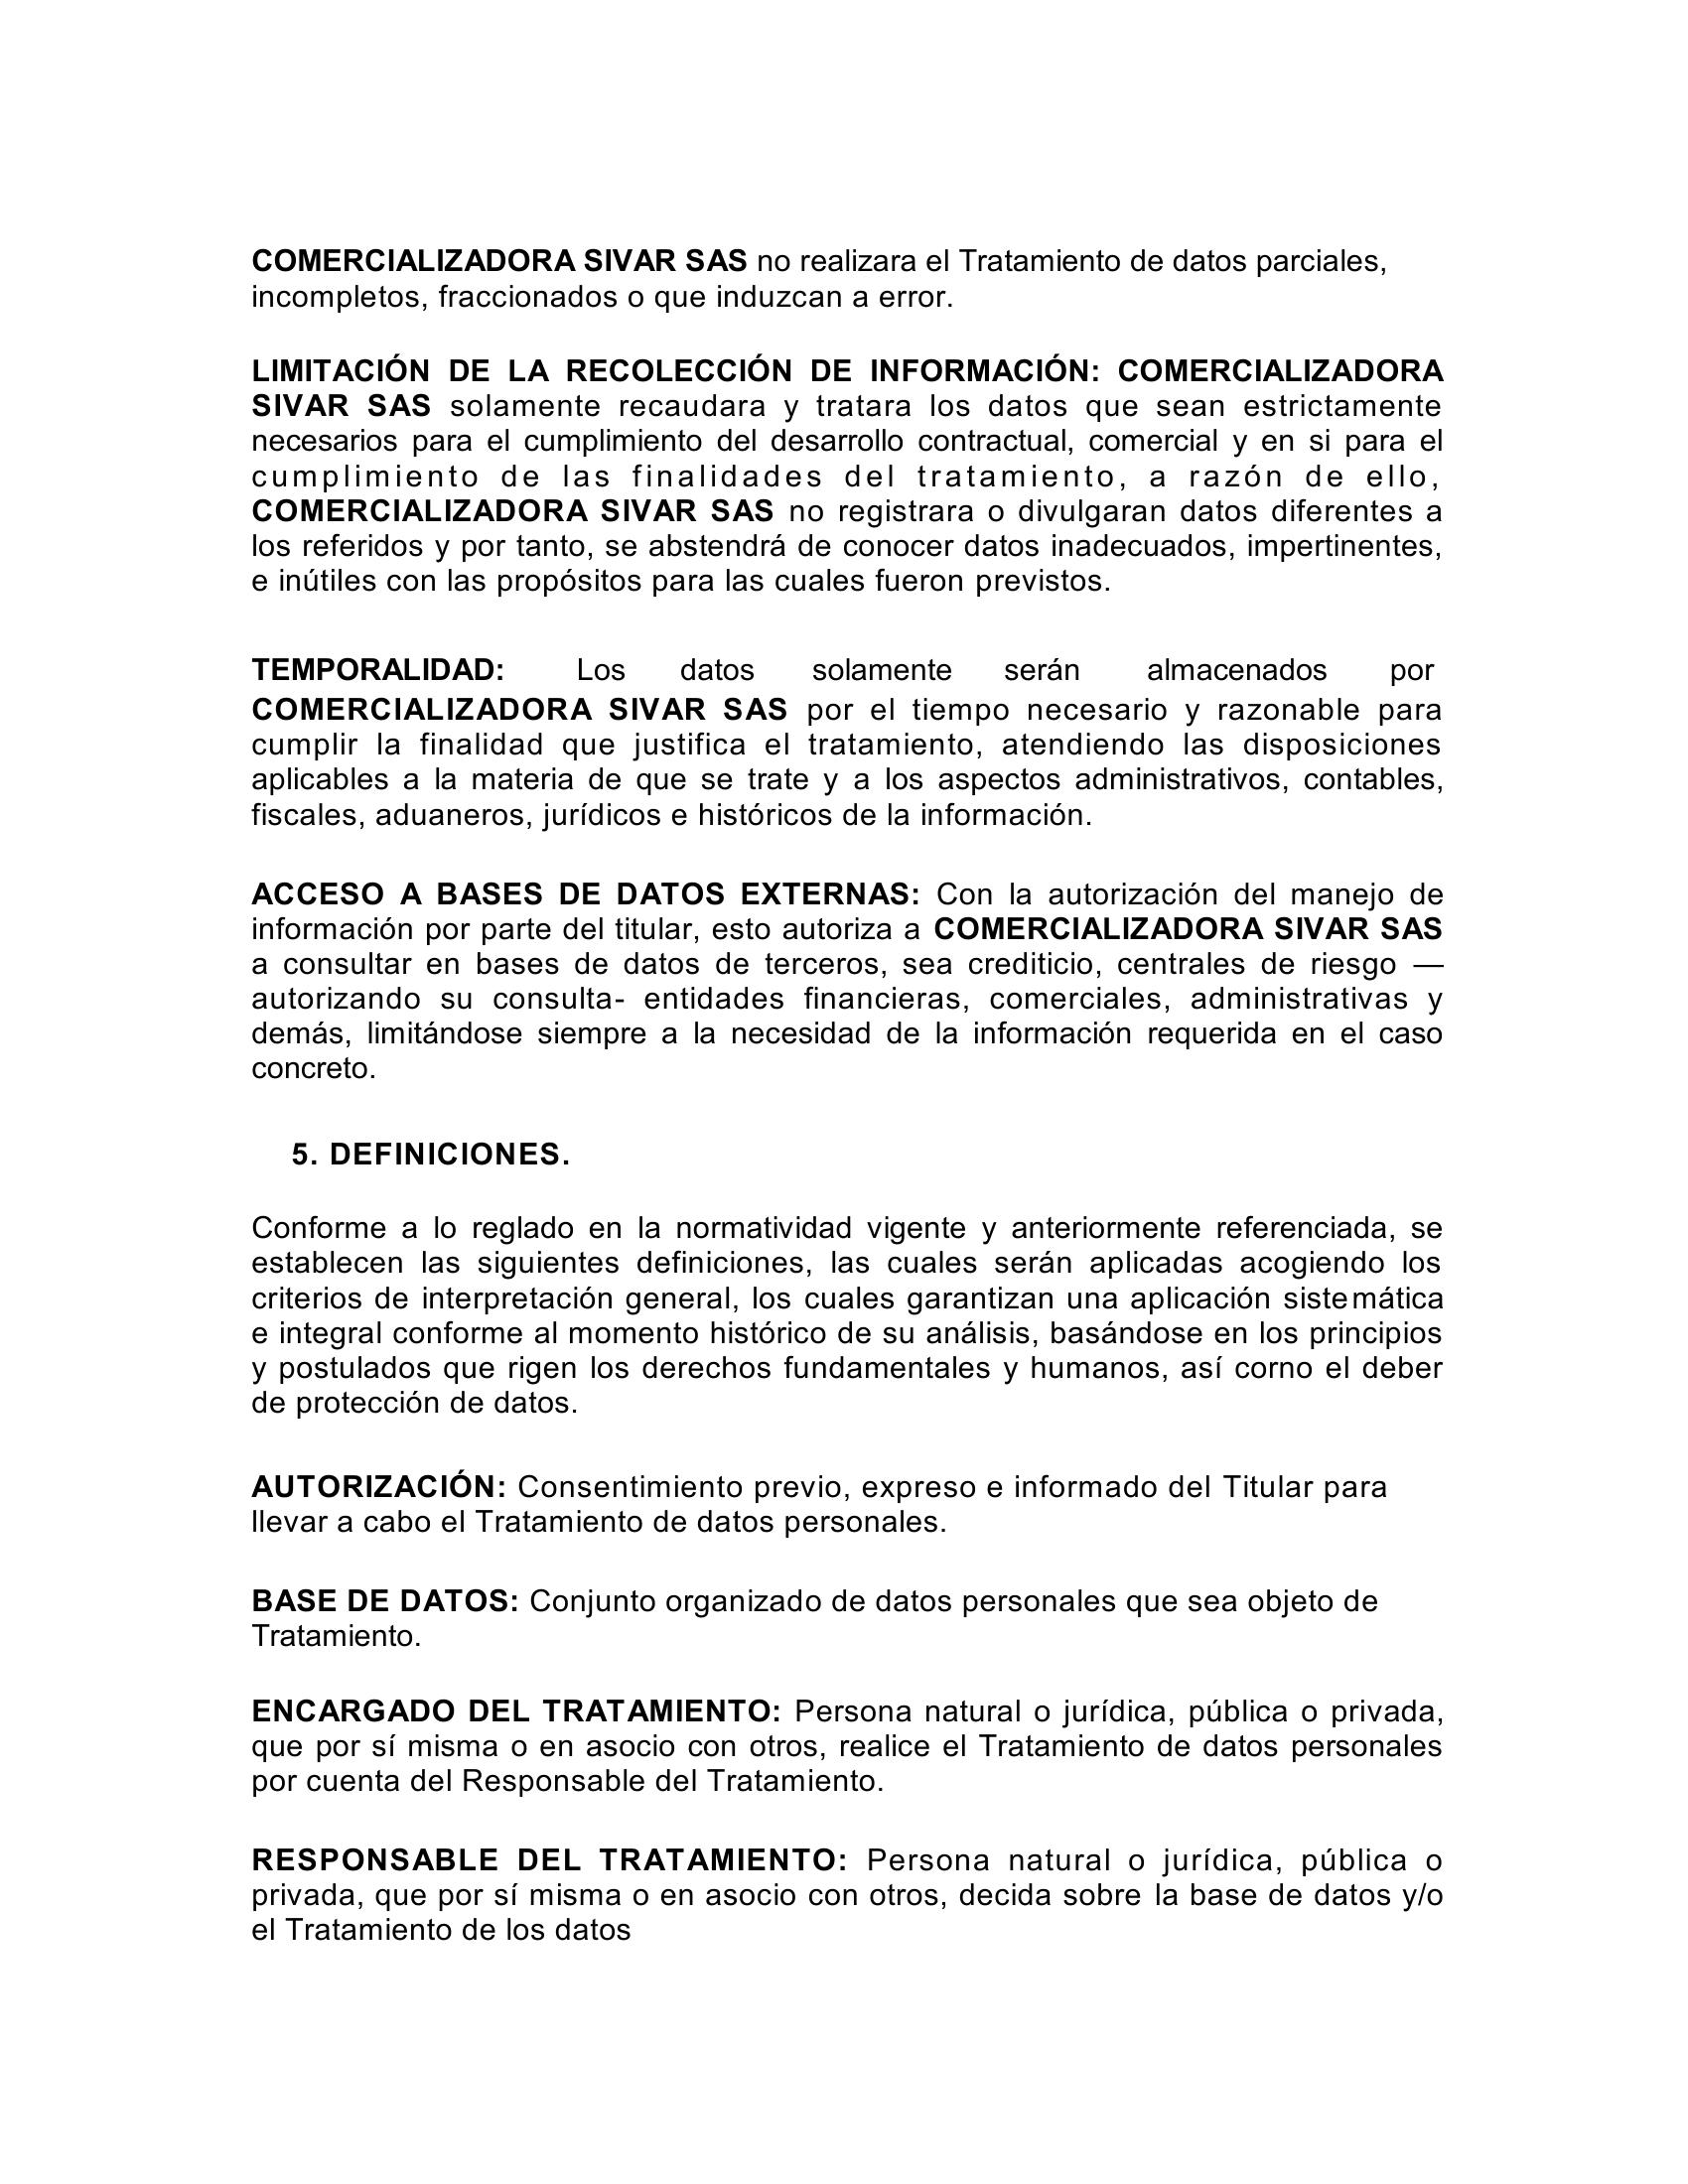 COMERCIALIZADORA SIVAR SAS no realizara el Tratamiento de datos parciales,
incompletos, fraccionados o que induzcan a error.
LIMITACIÓN DE LA RECOLECCIÓN DE INFORMACIÓN: COMERCIALIZADORA
SIVAR SAS solamente recaudara y tratara los datos que sean estrictamente
necesarios para el cumplimiento del desarrollo contractual, comercial y en si para el
cumplimiento de las finalidades del tratamiento, a razón de ello,
COMERCIALIZADORA SIVAR SAS no registrara o divulgaran datos diferentes a
los referidos y por tanto, se abstendrá de conocer datos inadecuados, impertinentes,
e inútiles con las propósitos para las cuales fueron previstos.
TEMPORALIDAD: Los datos solamente serán almacenados por
COMERCIALIZADORA SIVAR SAS por el tiempo necesario y razonable para
cumplir la finalidad que justifica el tratamiento, atendiendo las disposiciones
aplicables a la materia de que se trate y a los aspectos administrativos, contables,
fiscales, aduaneros, jurídicos e históricos de la información.
ACCESO A BASES DE DATOS EXTERNAS: Con la autorización del manejo de
información por parte del titular, esto autoriza a COMERCIALIZADORA SIVAR SAS
a consultar en bases de datos de terceros, sea crediticio, centrales de riesgo —
autorizando su consulta- entidades financieras, comerciales, administrativas y
demás, limitándose siempre a la necesidad de la información requerida en el caso
concreto.
5. DEFINICIONES.
Conforme a lo reglado en la normatividad vigente y anteriormente referenciada, se
establecen las siguientes definiciones, las cuales serán aplicadas acogiendo los
criterios de interpretación general, los cuales garantizan una aplicación sistemática
e integral conforme al momento histórico de su análisis, basándose en los principios
y postulados que rigen los derechos fundamentales y humanos, así corno el deber
de protección de datos.
AUTORIZACIÓN: Consentimiento previo, expreso e informado del Titular para
llevar a cabo el Tratamiento de datos personales.
BASE DE DATOS: Conjunto organizado de datos personales que sea objeto de
Tratamiento.
ENCARGADO DEL TRATAMIENTO: Persona natural o jurídica, pública o privada,
que por sí misma o en asocio con otros, realice el Tratamiento de datos personales
por cuenta del Responsable del Tratamiento.
RESPONSABLE DEL TRATAMIENTO: Persona natural o jurídica, pública o
privada, que por sí misma o en asocio con otros, decida sobre la base de datos y/o
el Tratamiento de los datos